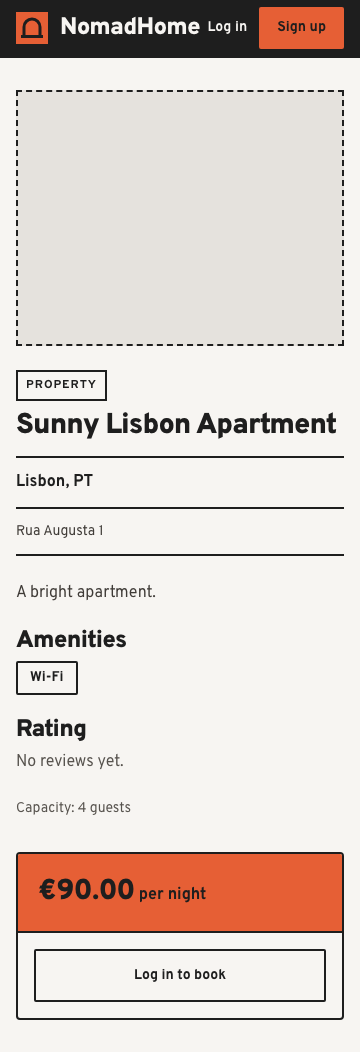 NomadHome Log in Sign up
PROPERTY
Sunny Lisbon Apartment
Lisbon, PT
Rua Augusta 1
A bright apartment.
Amenities
Wi-Fi
Rating
No reviews yet.
Capacity: 4 guests
€90.00 per night
Log in to book